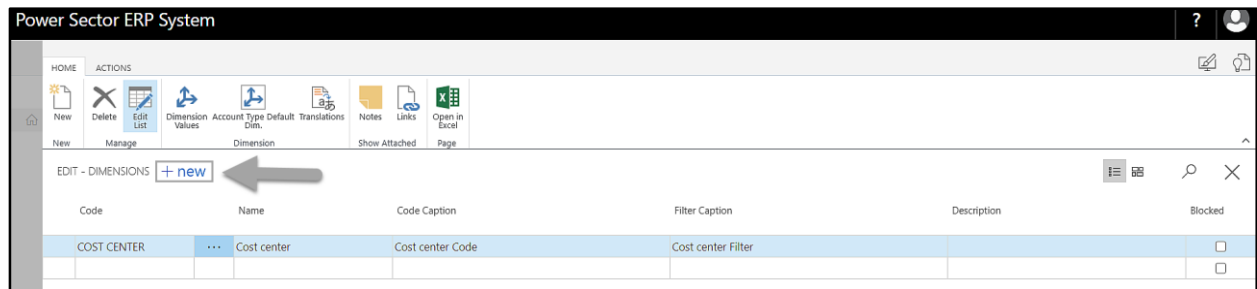 Power Sector ERP System ?
HOME ACTIONS
New Delete Edit List Dimension Values Account Type Default Dim. Translations Notes Links Open in Excel
New Manage Dimension Show Attached Page
EDIT - DIMENSIONS + new
Code Name Code Caption Filter Caption Description Blocked
COST CENTER ... Cost center Cost center Code Cost center Filter